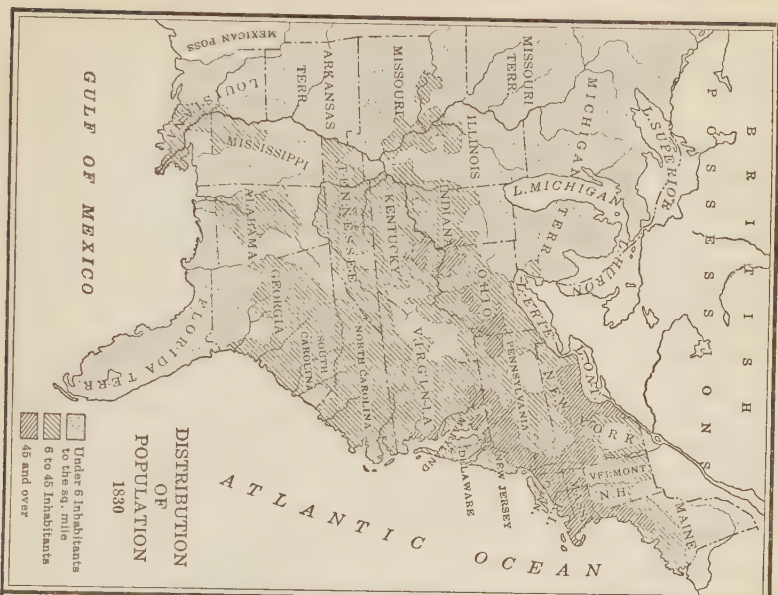 BRITISH
POSSESSIONS
L. SUPERIOR
MICHIGAN
TERR.
L. MICHIGAN
L. HURON
L. ERIE
L. ONT.
MISSOURI
TERR.
ILLINOIS
INDIANA
OHIO
PENNSYLVANIA
NEW YORK
VERMONT
N.H.
MAINE
NEW JERSEY
DELAWARE
MARYLAND
MISSOURI
KENTUCKY
VIRGINIA
ARKANSAS
TERR.
TENNESSEE
NORTH CAROLINA
SOUTH
CAROLINA
MEXICAN POSS
LOUISIANA
MISSISSIPPI
ALABAMA
GEORGIA
FLORIDA TERR.
GULF OF MEXICO
ATLANTIC OCEAN
DISTRIBUTION
OF
POPULATION
1830
Under 6 Inhabitants
to the sq. mile
6 to 45 Inhabitants
45 and over